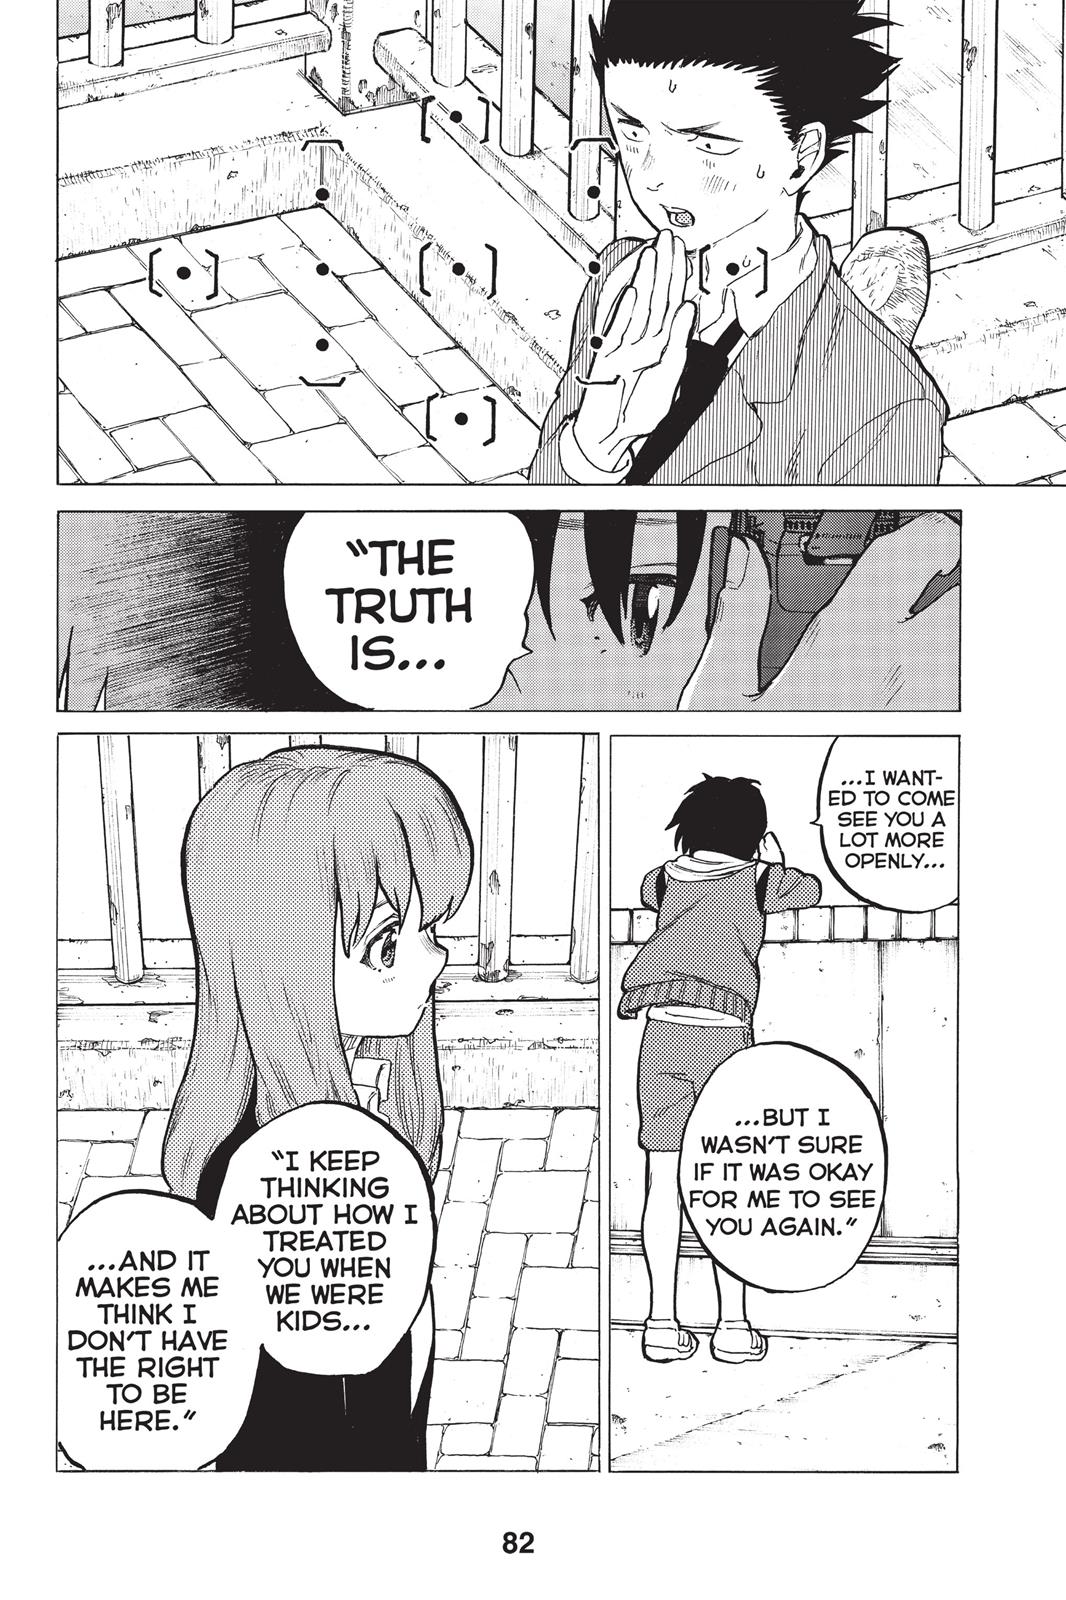 “THE
TRUTH
IS...
...I WANT-
ED TO COME
SEE YOU A
LOT MORE
OPENLY...
...BUT I
WASN'T SURE
IF IT WAS OKAY
FOR ME TO SEE
YOU AGAIN.”
“I KEEP
THINKING
ABOUT HOW I
TREATED
YOU WHEN
WE WERE
KIDS...
...AND IT
MAKES ME
THINK I
DON'T HAVE
THE RIGHT
TO BE
HERE.”
82